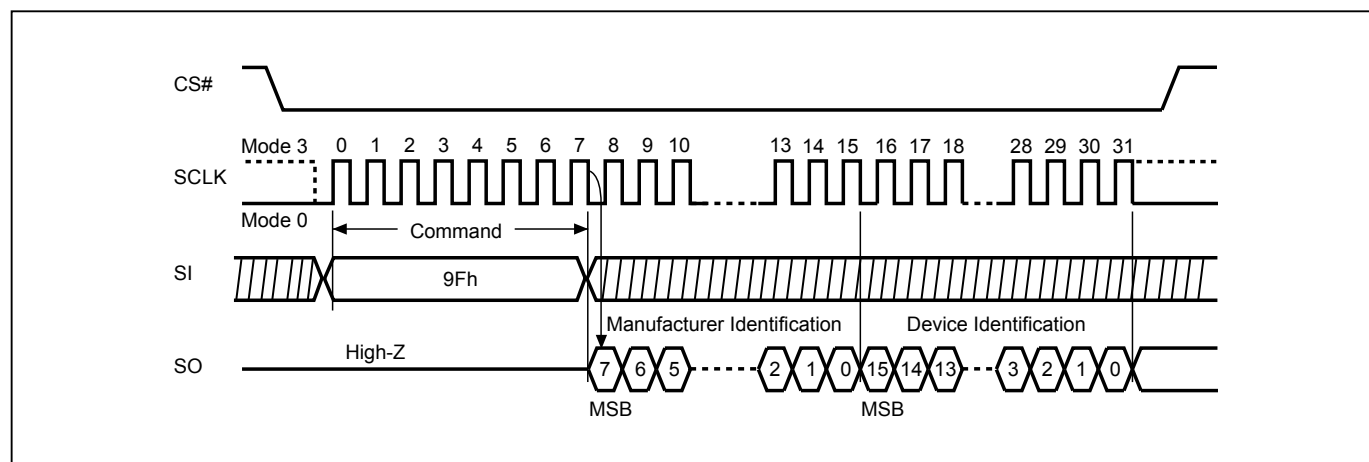 CS#
Mode 3 0 1 2 3 4 5 6 7 8 9 10 13 14 15 16 17 18 28 29 30 31
SCLK
Mode 0
Command
SI 9Fh
Manufacturer Identification Device Identification
High-Z
SO 7 6 5 2 1 0 15 14 13 3 2 1 0
MSB MSB